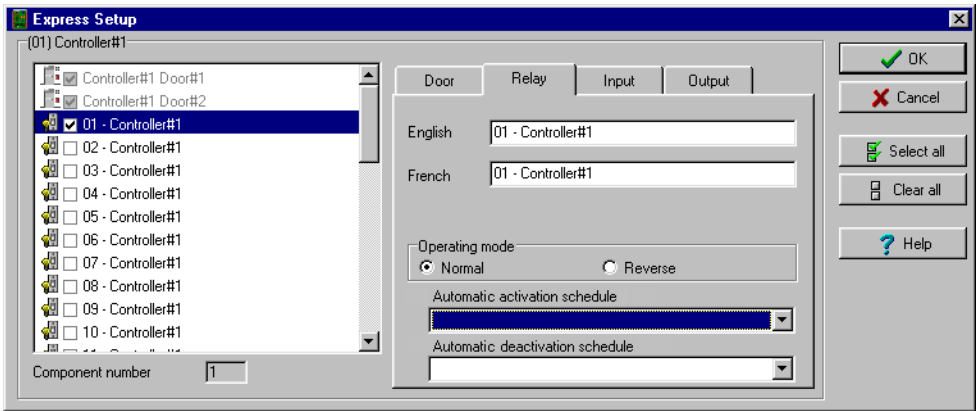 Express Setup
(01) Controller#1
Controller#1 Door#1
Controller#1 Door#2
01 - Controller#1
02 - Controller#1
03 - Controller#1
04 - Controller#1
05 - Controller#1
06 - Controller#1
07 - Controller#1
08 - Controller#1
09 - Controller#1
10 - Controller#1
Component number 1
Door Relay Input Output
English 01 - Controller#1
French 01 - Controller#1
Operating mode
Normal Reverse
Automatic activation schedule
Automatic deactivation schedule
OK
Cancel
Select all
Clear all
Help